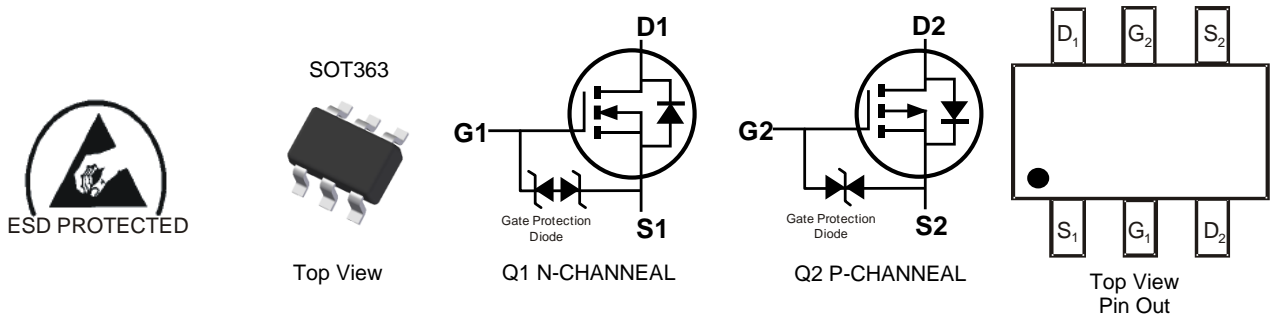 ESD PROTECTED
SOT363
Top View
D1
G1
Gate Protection
Diode
S1
Q1 N-CHANNEAL
D2
G2
Gate Protection
Diode
S2
Q2 P-CHANNEAL
D₁ G₂ S₂
S₁ G₁ D₂
Top View
Pin Out